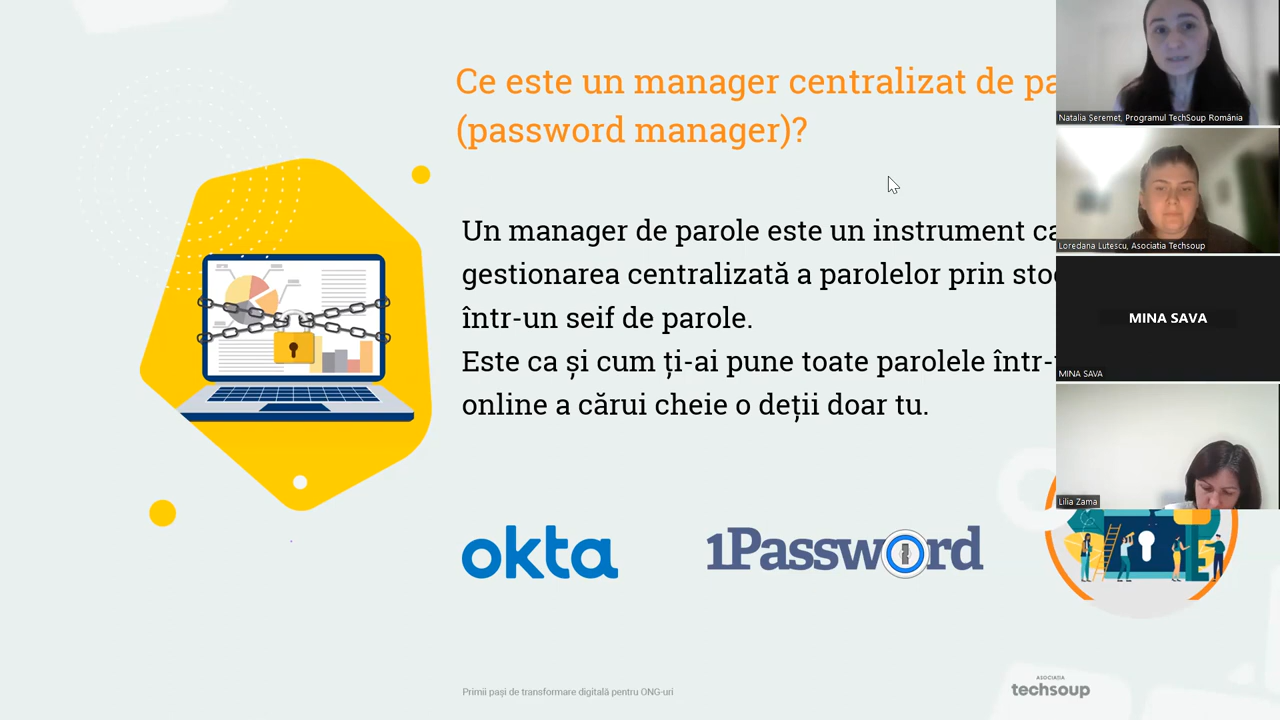 Ce este un manager centralizat de pa
(password manager)?
Un manager de parole este un instrument ca
gestionarea centralizată a parolelor prin stoc
într-un seif de parole.
Este ca și cum ți-ai pune toate parolele într-
online a cărui cheie o deții doar tu.
okta
1Password
Primii pași de transformare digitală pentru ONG-uri
ASOCIAȚIA
techsoup
Natalia Șeremet, Programul TechSoup România
Loredana Lutescu, Asociatia Techsoup
MINA SAVA
MINA SAVA
Lilia Zama